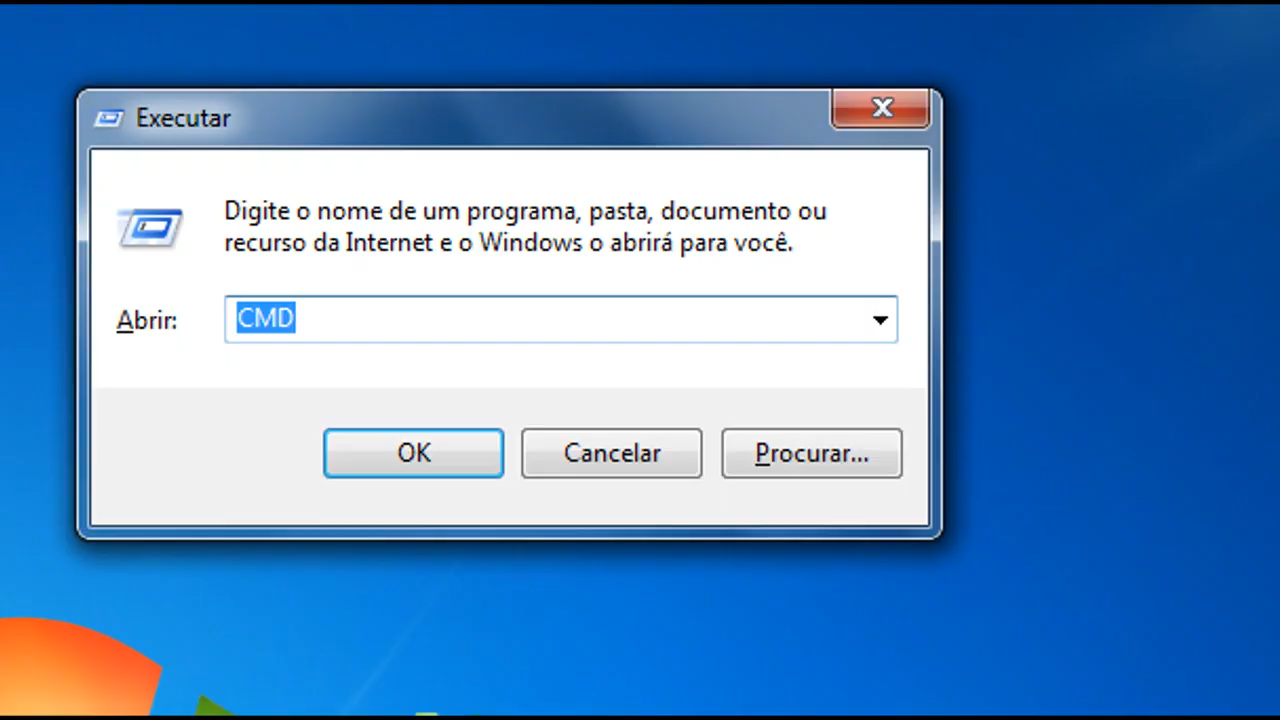 Executar
Digite o nome de um programa, pasta, documento ou
recurso da Internet e o Windows o abrirá para você.
Abrir: CMD
OK Cancelar Procurar...